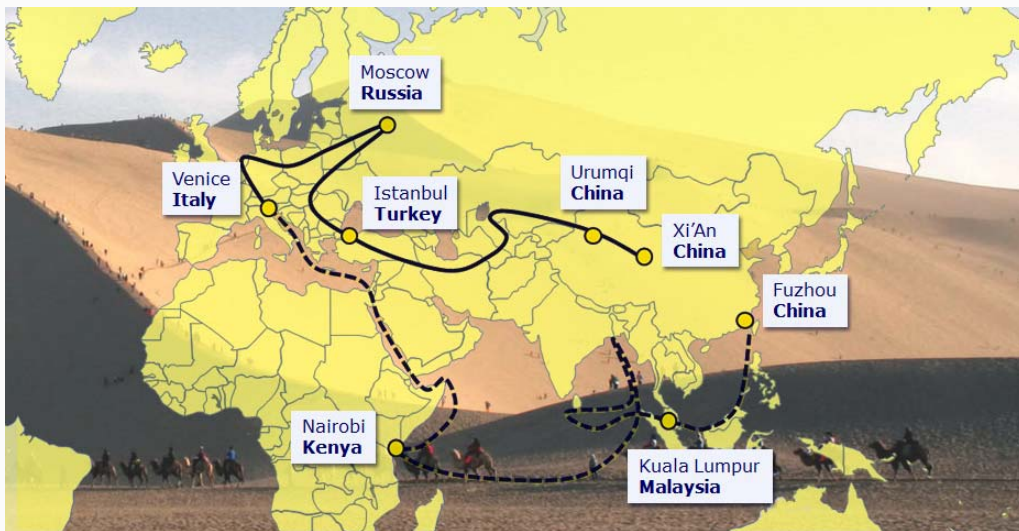 Moscow
Russia
Venice
Italy
Istanbul
Turkey
Urumqi
China
Xi’An
China
Fuzhou
China
Nairobi
Kenya
Kuala Lumpur
Malaysia